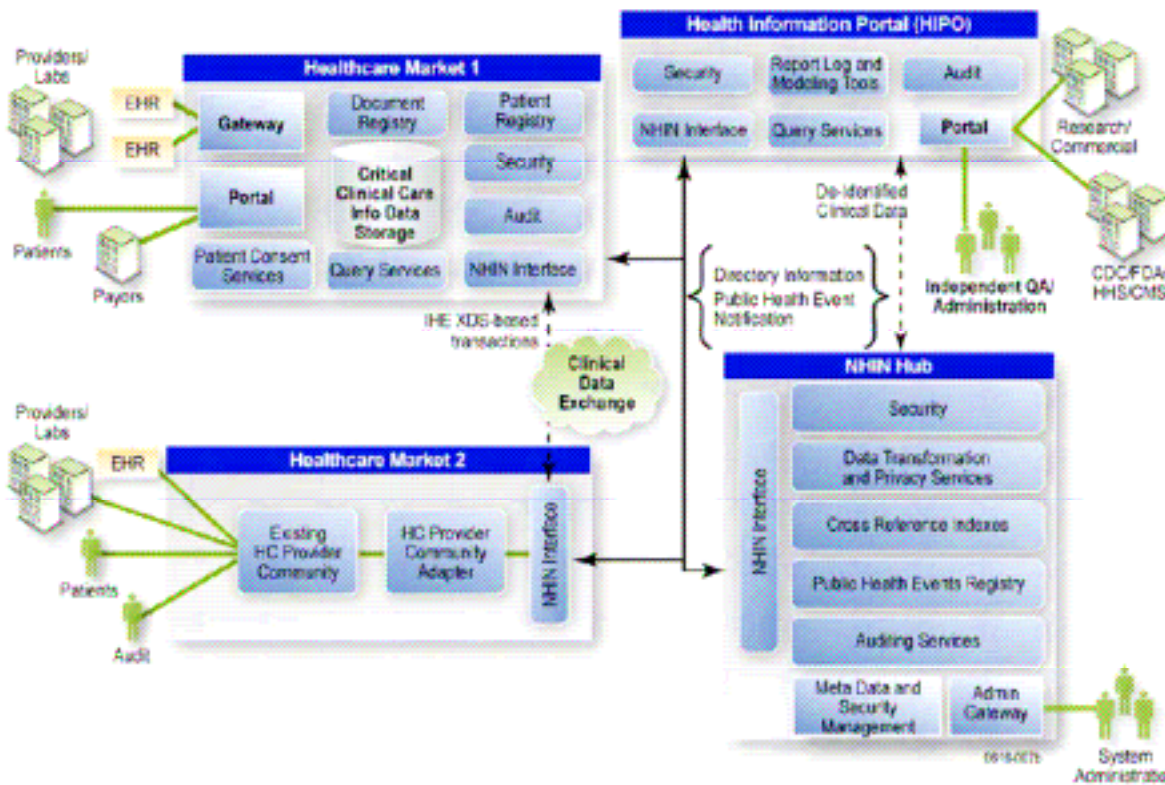 Health Information Portal (HIPO)
Security
Report Log and
Modeling Tools
Audit
NHIN Interface
Query Services
Portal
Research/
Commercial
CDC/FDA/
HHS/CMS
Independent QA/
Administration
De-identified
Clinical Data
Providers/
Labs
EHR
EHR
Patients
Payors
Healthcare Market 1
Gateway
Document
Registry
Patient
Registry
Critical
Clinical Care
Info Data
Storage
Security
Portal
Audit
Patient Consent
Services
Query Services
NHIN Interface
IHE XDS-based
transactions
Clinical
Data
Exchange
Directory Information
Public Health Event
Notification
Providers/
Labs
EHR
Patients
Audit
Healthcare Market 2
Existing
HC Provider
Community
HC Provider
Community
Adapter
NHIN Interface
NHIN Hub
NHIN Interface
Security
Data Transformation
and Privacy Services
Cross Reference Indexes
Public Health Events Registry
Auditing Services
Meta Data and
Security
Management
Admin
Gateway
System